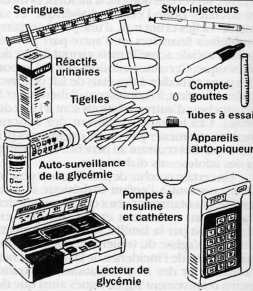 Seringues
Stylo-injecteurs
Réactifs
urinaires
Compte-
gouttes
Tigelles
Tubes à essai
Appareils
auto-piqueur
Auto-surveillance
de la glycémie
Pompes à
insuline
et cathéters
Lecteur de
glycémie